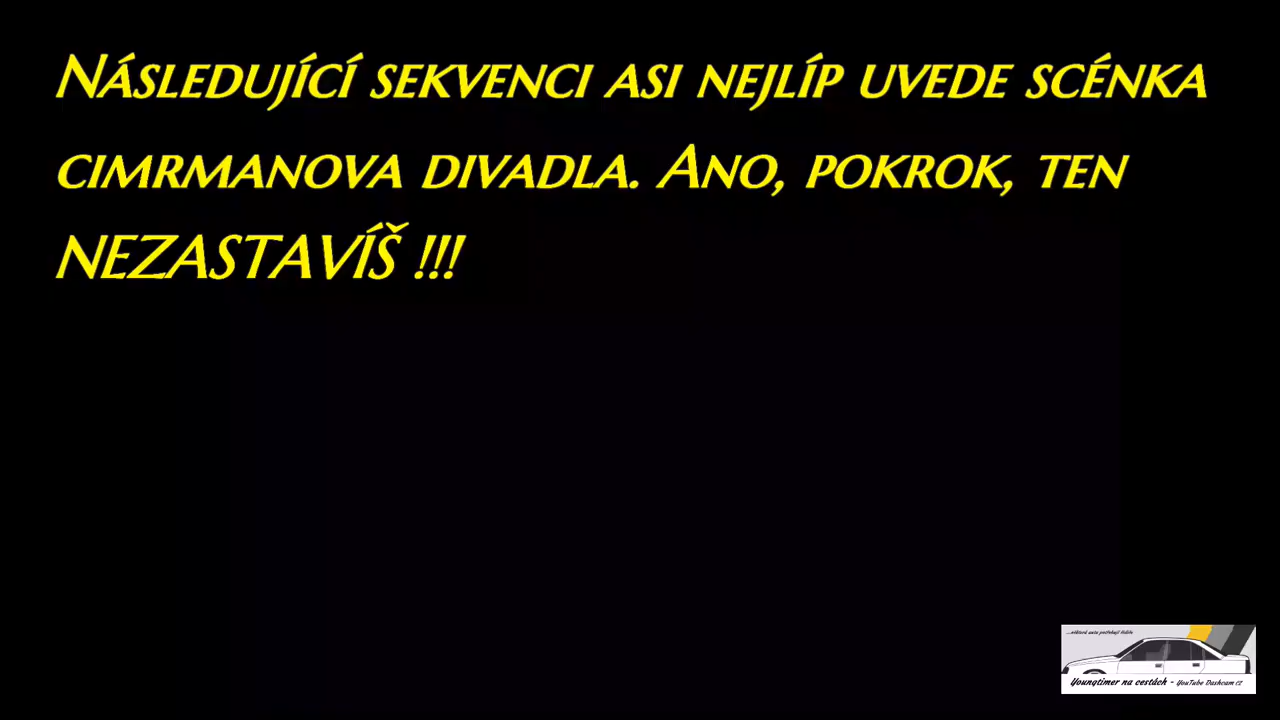 Následující sekvenci asi nejlíp uvede scénka
cimrmanova divadla. Ano, pokrok, ten
NEZASTAVÍŠ !!!
Youngtimer na cestách - YouTube Dashcam CZ